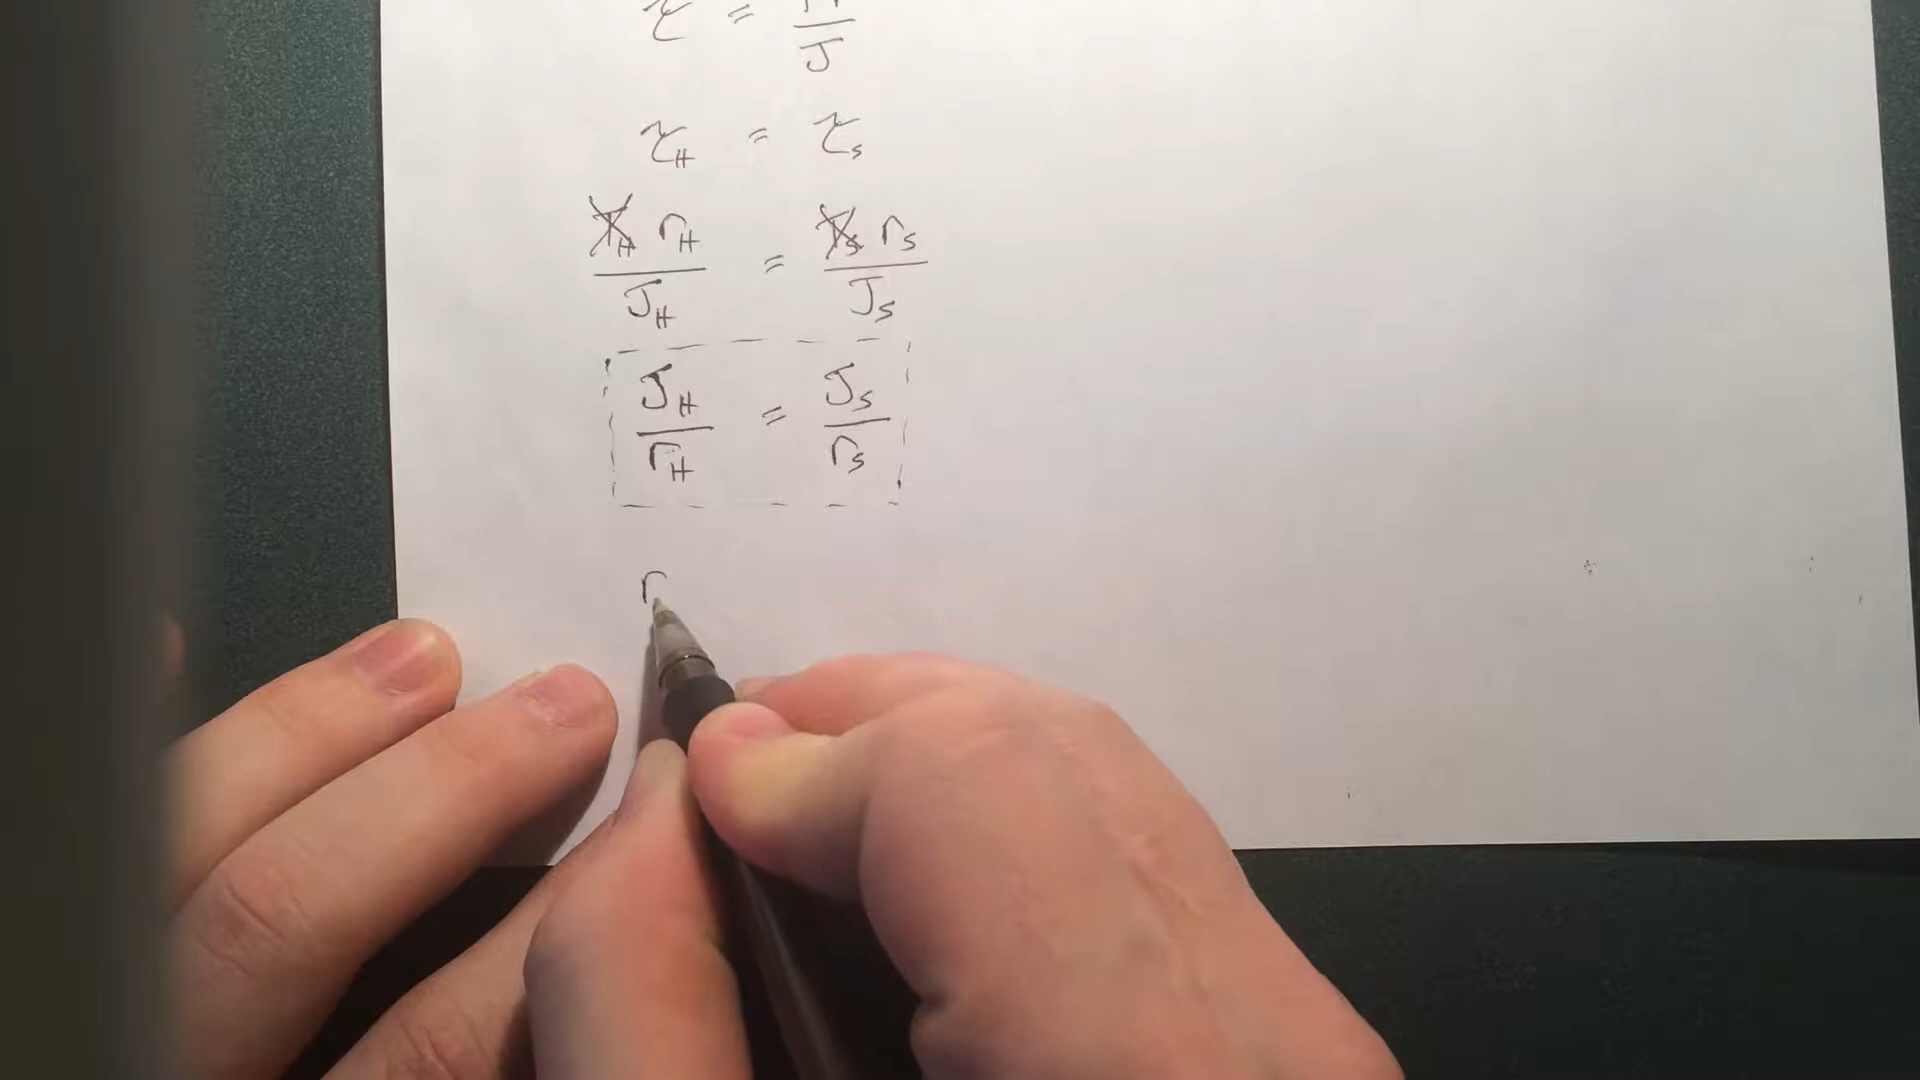 τ = /J
τ_H = τ_s
T_H r_H / J_H = T_s r_s / J_s
J_H / r_H = J_s / r_s
r